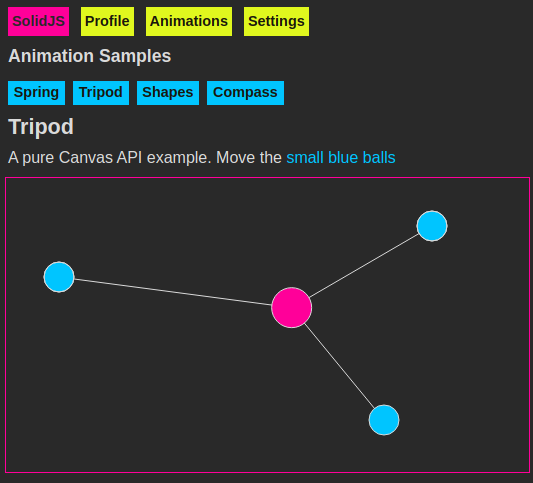 SolidJS Profile Animations Settings
Animation Samples
Spring Tripod Shapes Compass
Tripod
A pure Canvas API example. Move the small blue balls